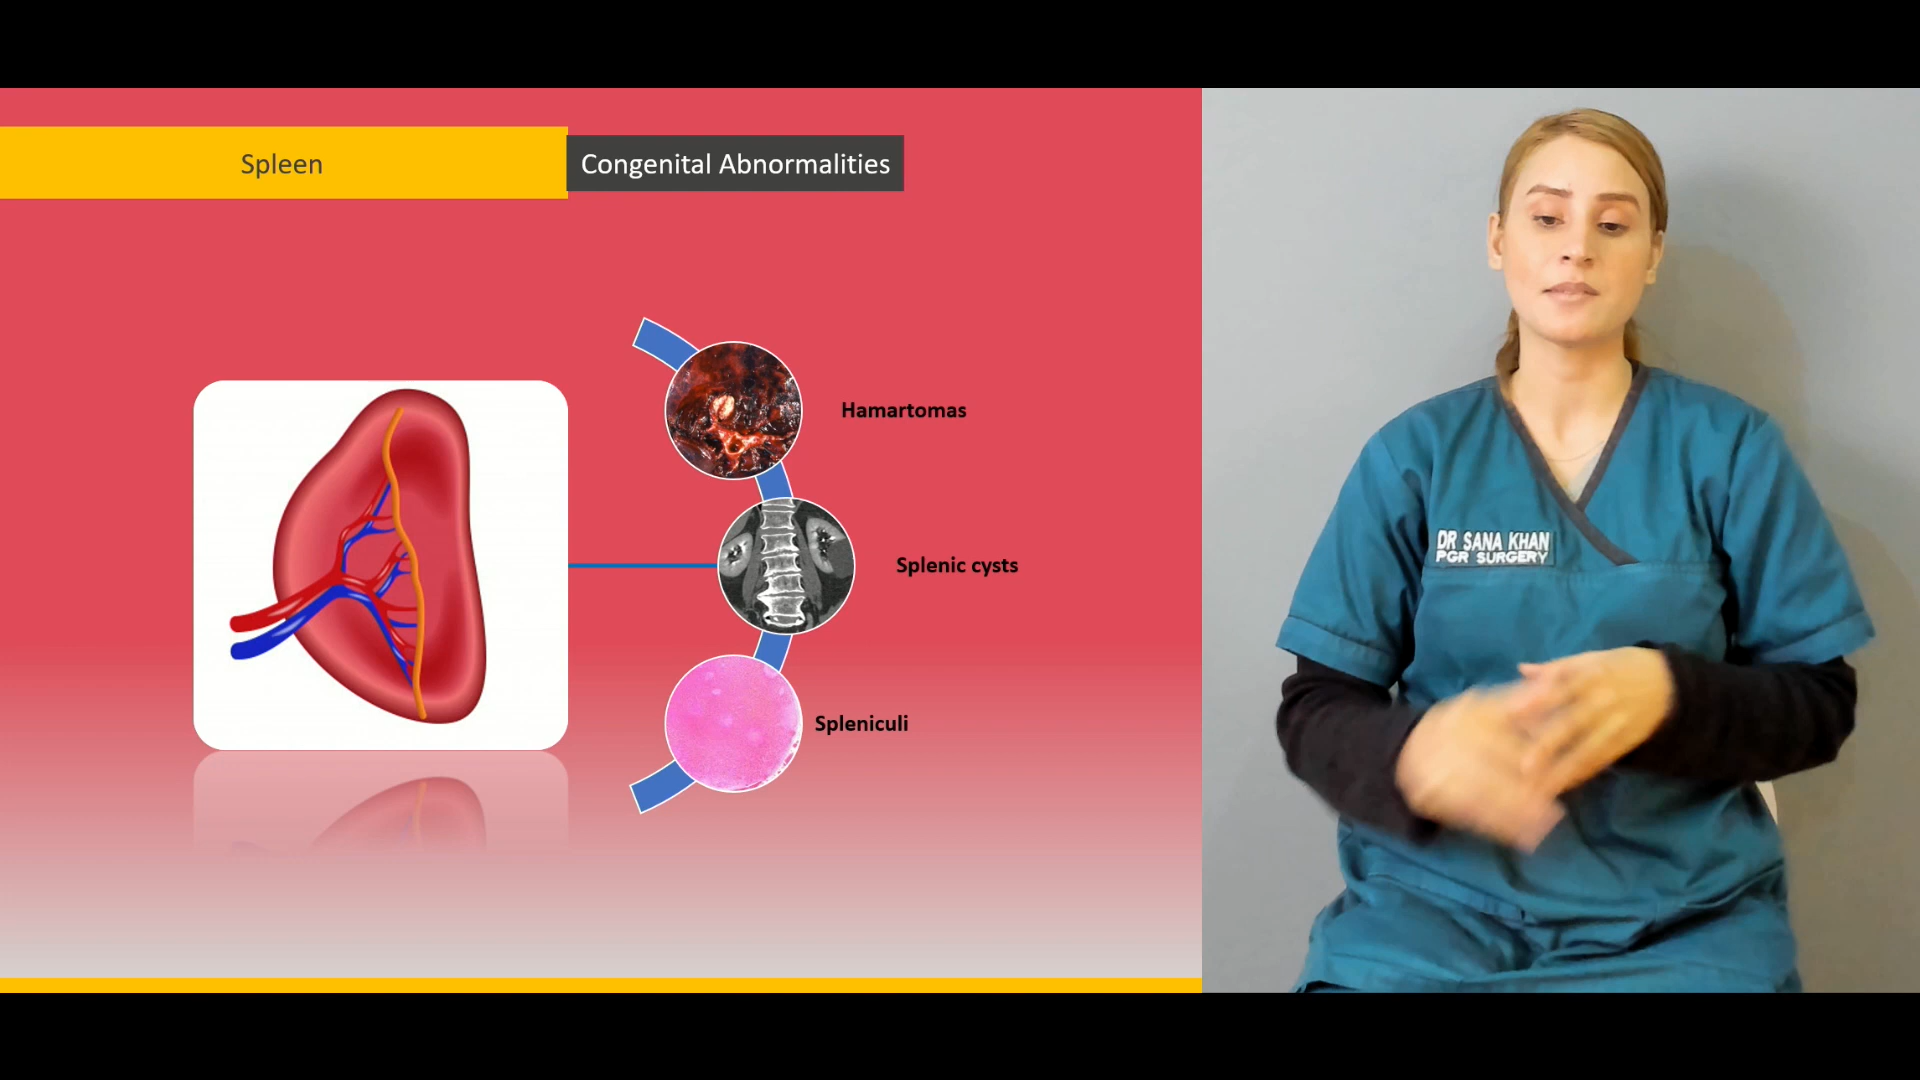 Spleen
Congenital Abnormalities
Hamartomas
Splenic cysts
Spleniculi
DR SANA KHAN
PGR SURGERY